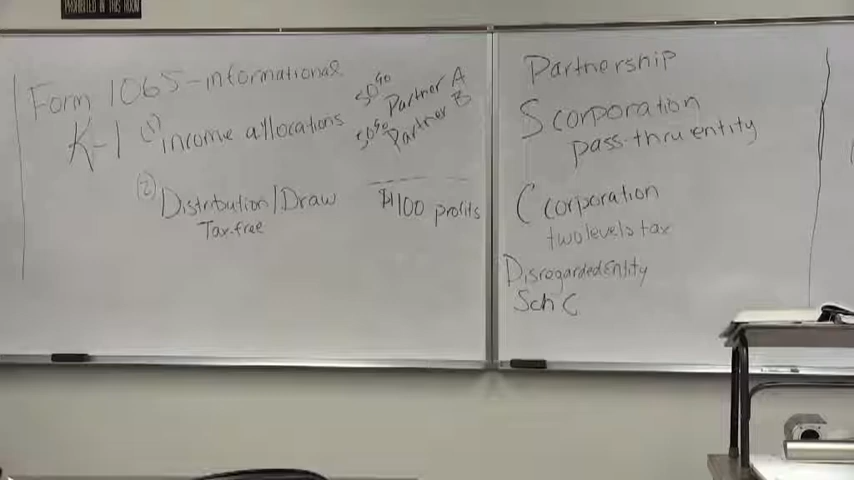 PROHIBITED IN THIS ROOM
Form 1065-informational
K-1 (1) income allocations
50% Partner A
50% Partner B
(2) Distribution/Draw
Tax-free
$100 profits
Partnership
S corporation
pass-thru entity
C corporation
two levels tax
Disregarded Entity
Sch C